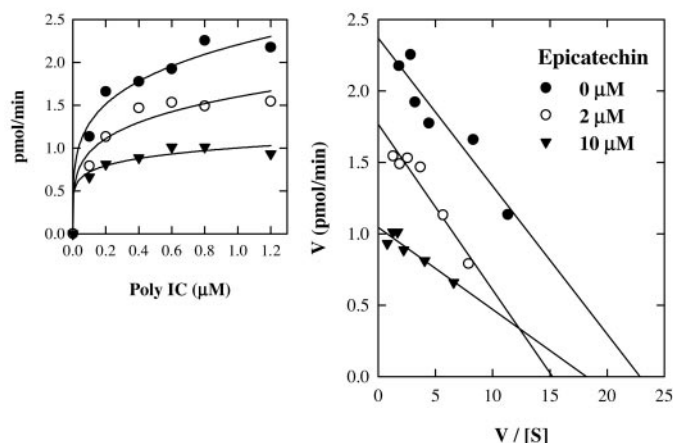 2.5
2.0
1.5
1.0
0.5
0.0
pmol/min
0.0 0.2 0.4 0.6 0.8 1.0 1.2
Poly IC (μM)
2.5
2.0
1.5
1.0
0.5
0.0
V (pmol/min)
Epicatechin
0 μM
2 μM
10 μM
0 5 10 15 20 25
V / [S]